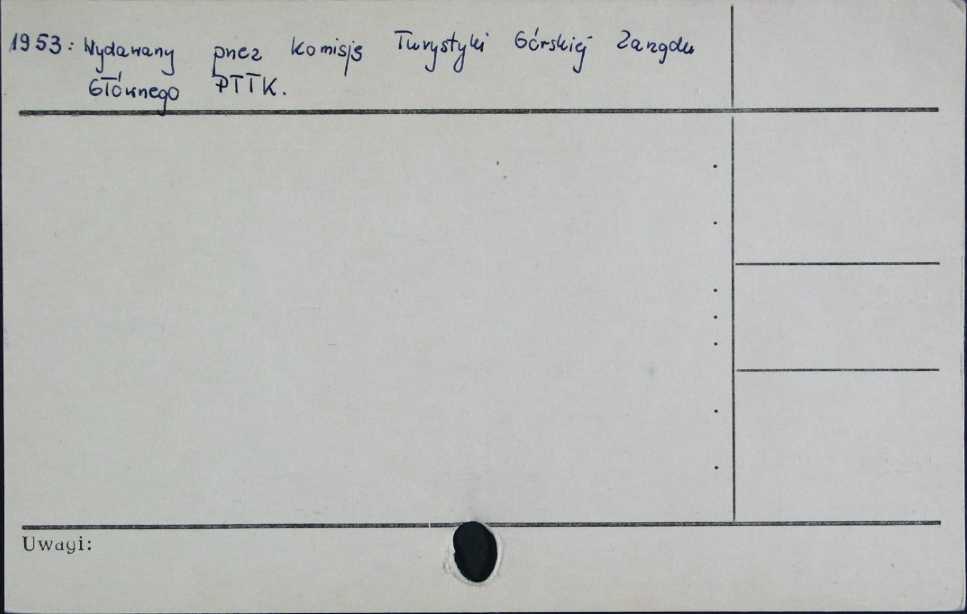 1953: Wydawany przez Komisję Turystyki Górskiej Zarządu
Głównego PTTK.
Uwagi: